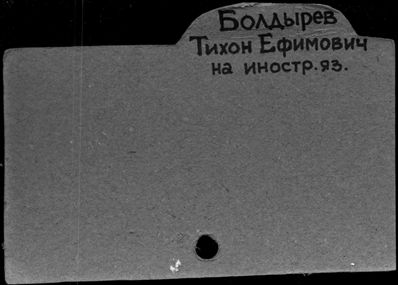 Болдырев
Тихон Ефимович
на иностр.яз.